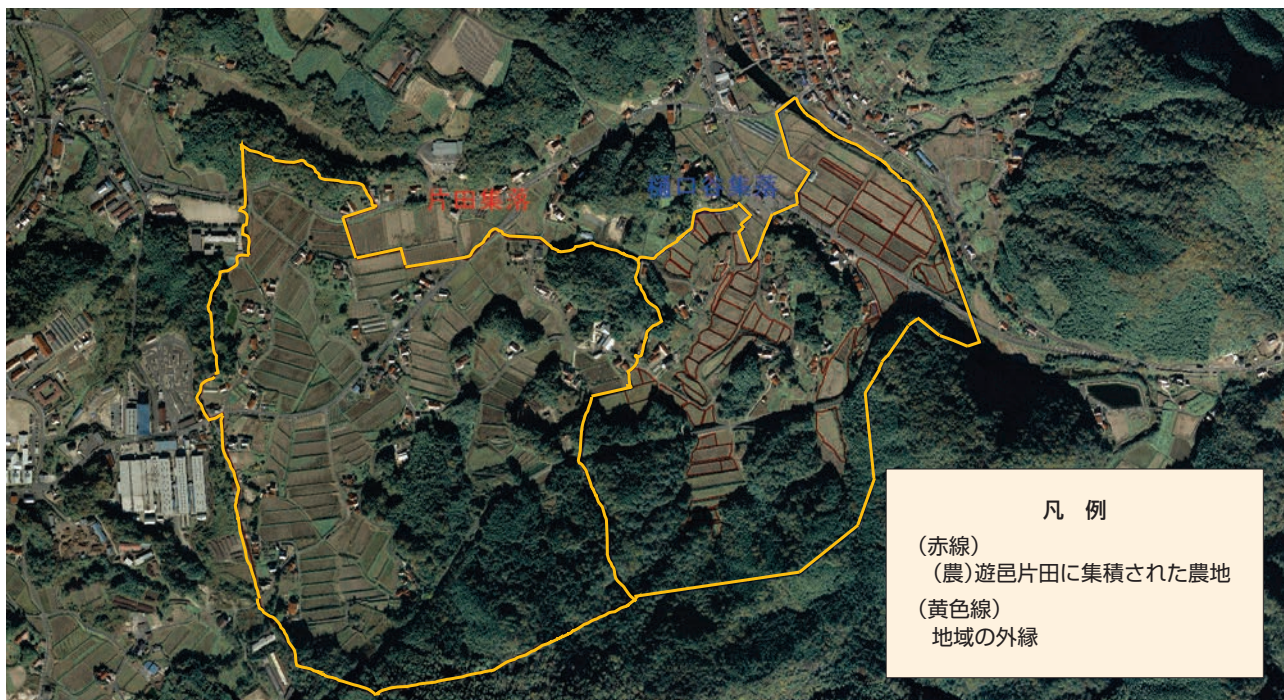 片田集落
樋口谷集落
凡 例
(赤線)
(農)遊邑片田に集積された農地
(黄色線)
地域の外縁